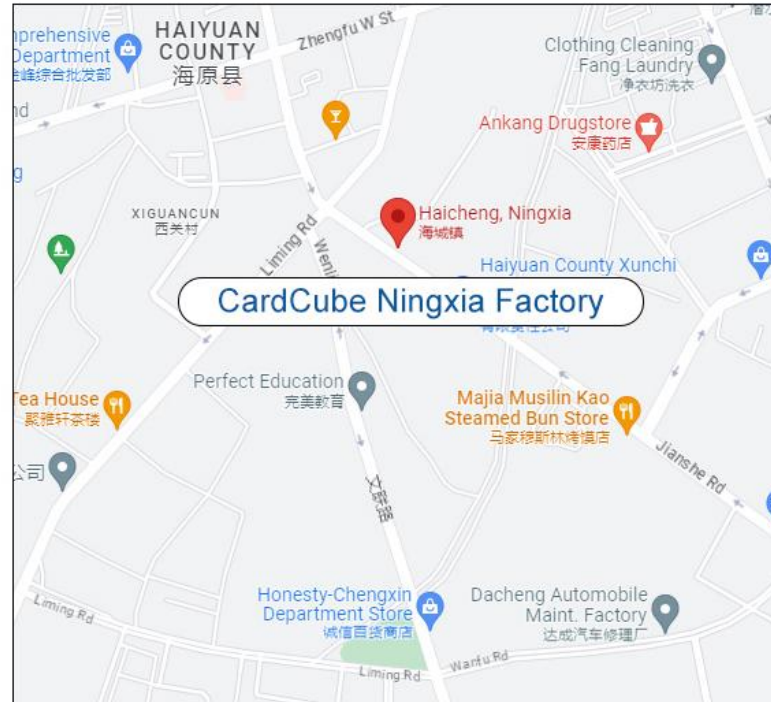 HAIYUAN
COUNTY
海原县
Zhengfu W St
Department
金峰综合批发部
Clothing Cleaning
Fang Laundry
净衣坊洗衣
Ankang Drugstore
安康药店
XIGUANCUN
西关村
Liming Rd
Haicheng, Ningxia
海城镇
Haiyuan County Xunchi
CardCube Ningxia Factory
Perfect Education
完美教育
Tea House
聚雅轩茶楼
Majia Musilin Kao
Steamed Bun Store
马家穆斯林烤馍店
公司
Jianshe Rd
文联路
Honesty-Chengxin
Department Store
诚信百货商店
Dacheng Automobile
Maint. Factory
达成汽车修理厂
Liming Rd
Liming Rd
Wanfu Rd